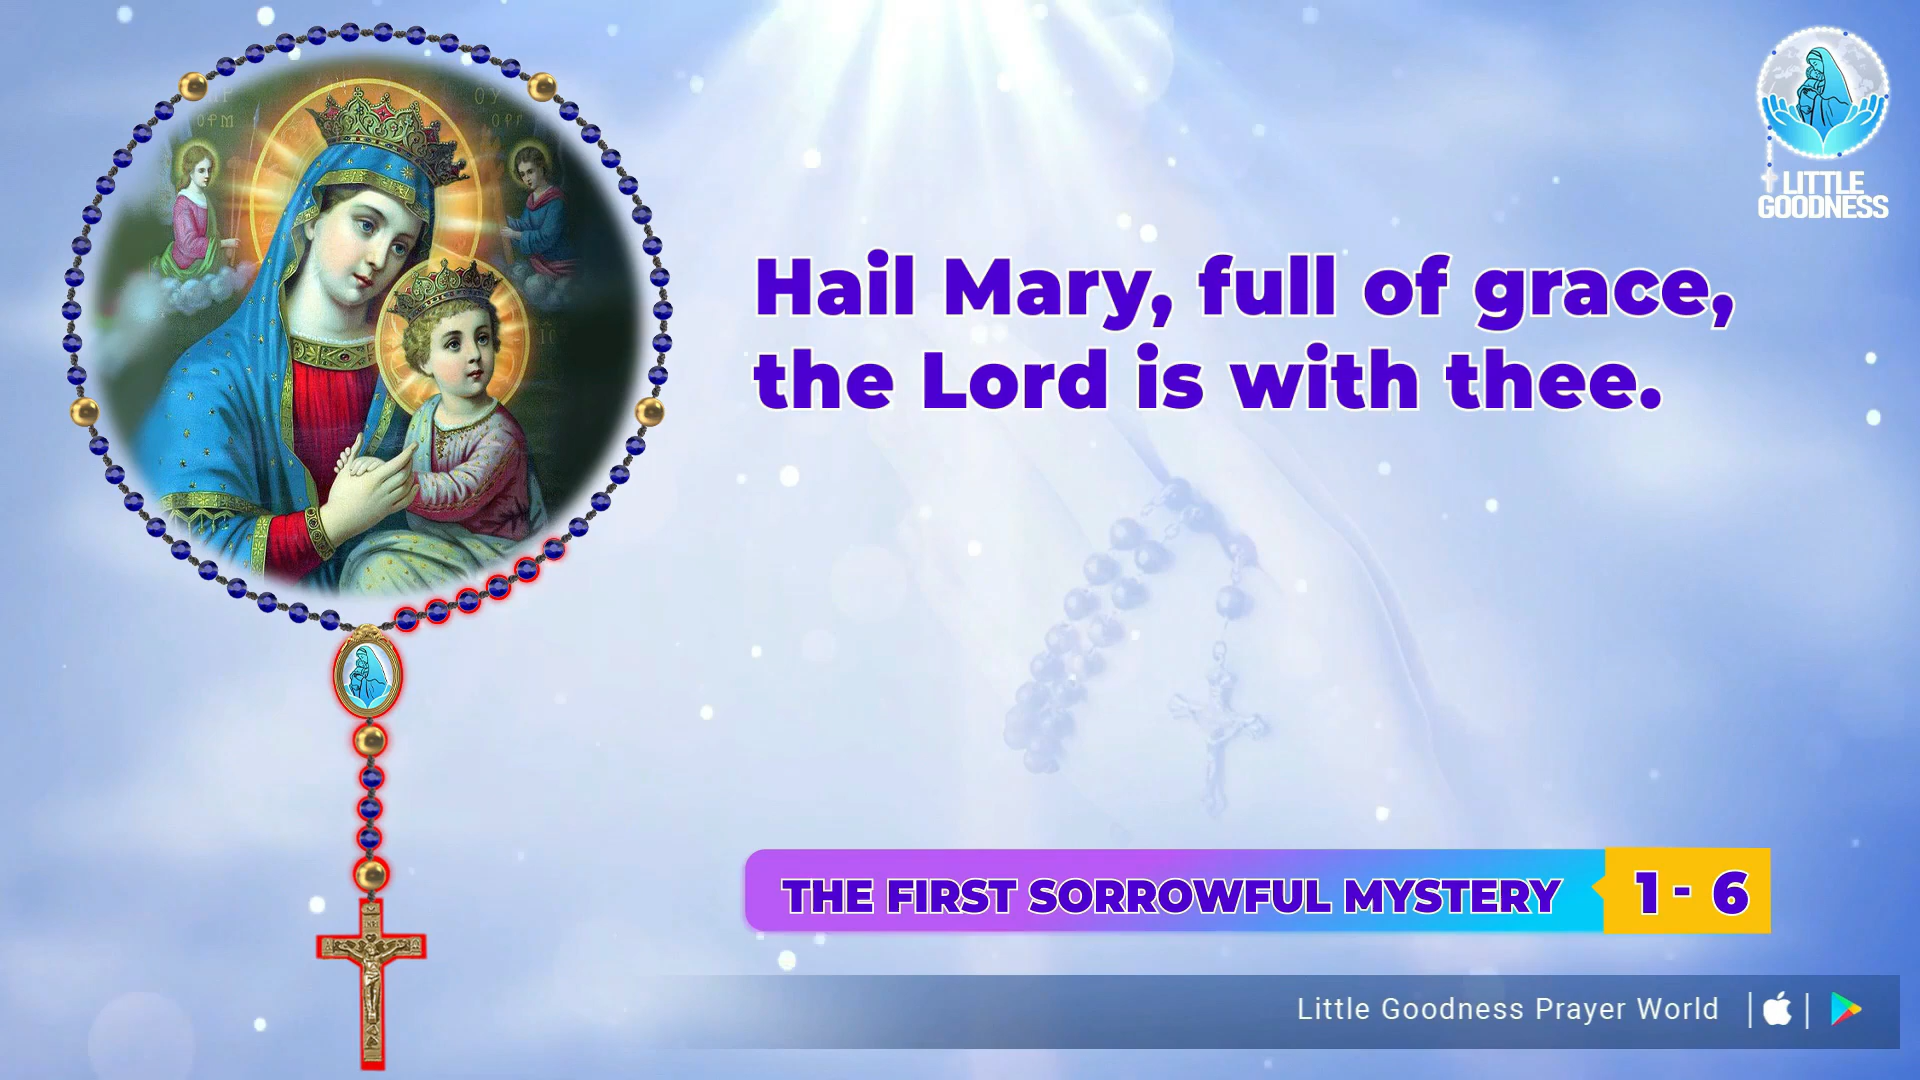 LITTLE
GOODNESS
Hail Mary, full of grace,
the Lord is with thee.
THE FIRST SORROWFUL MYSTERY 1 - 6
Little Goodness Prayer World